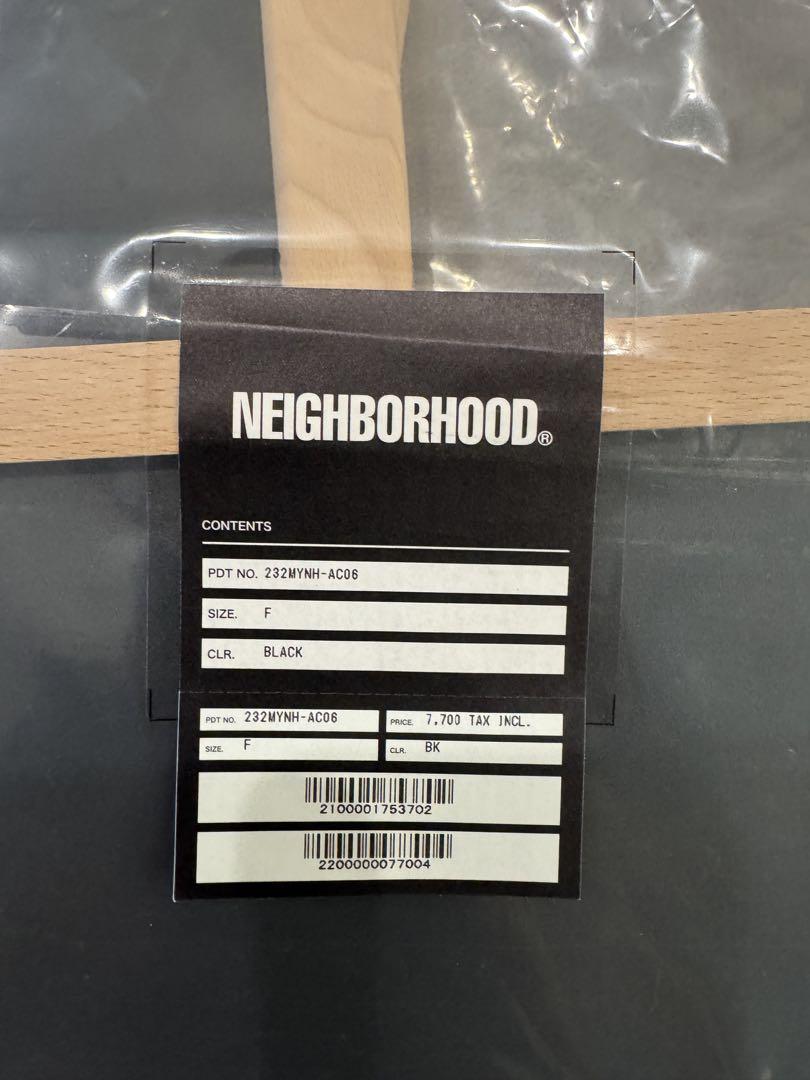 NEIGHBORHOOD®
CONTENTS
PDT NO. 232MYNH-AC06
SIZE. F
CLR. BLACK
PDT NO. 232MYNH-AC06 PRICE. 7,700 TAX INCL.
SIZE. F CLR. BK
2100001753702
2200000077004